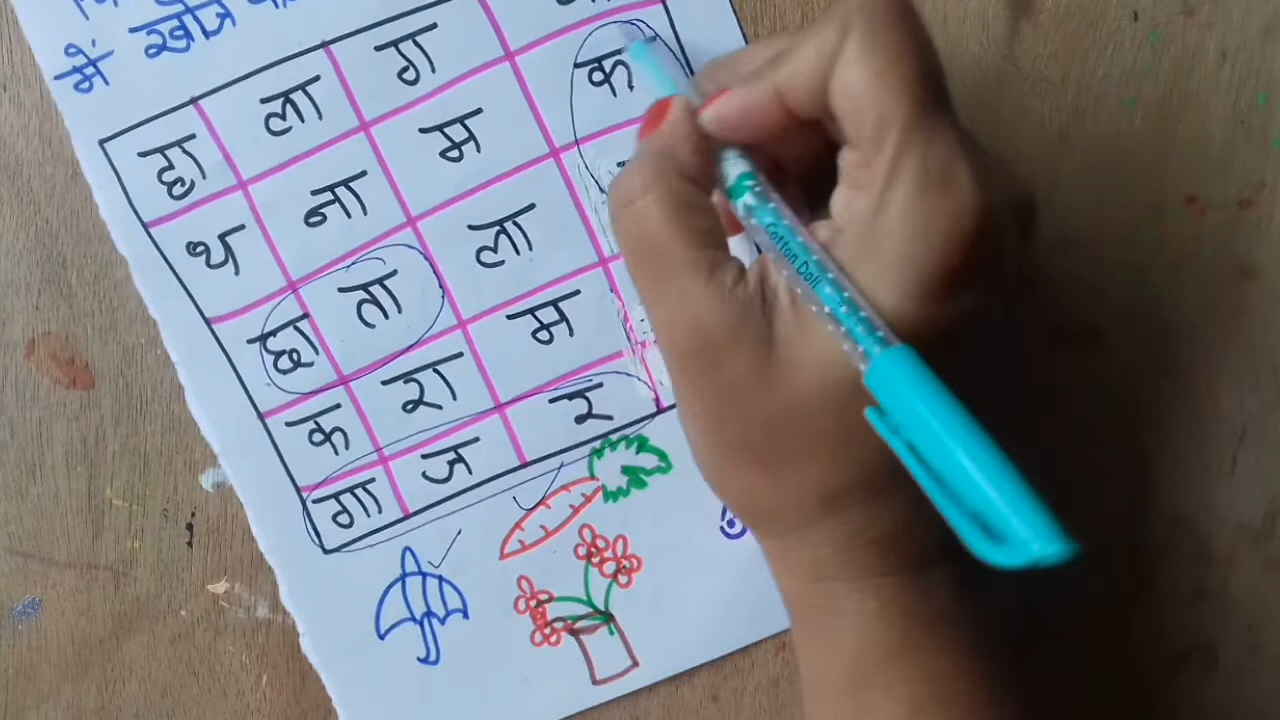 में खोज
हा ला ग
थ ना म क
छा ता ला
क रा म
गा ज र
Cotton Doll